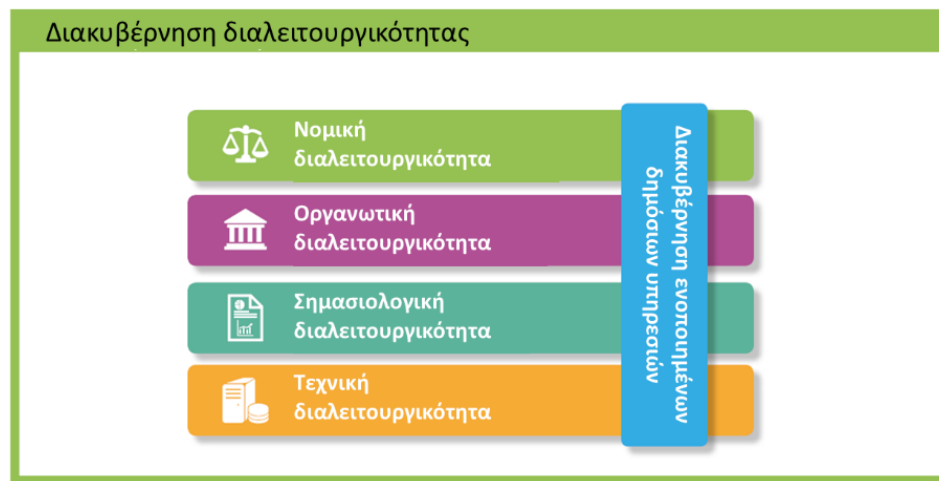 Διακυβέρνηση διαλειτουργικότητας
Νομική
διαλειτουργικότητα
Οργανωτική
διαλειτουργικότητα
Σημασιολογική
διαλειτουργικότητα
Τεχνική
διαλειτουργικότητα
Διακυβέρνηση ενοποιημένων
δημόσιων υπηρεσιών